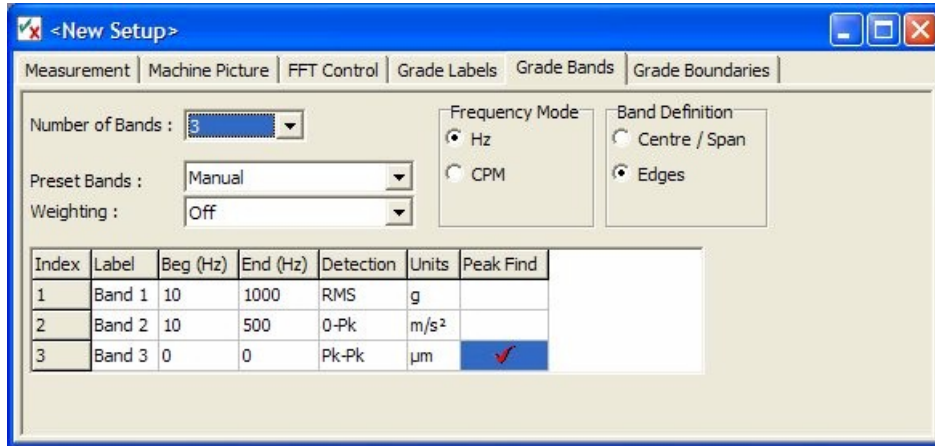 <New Setup>
Measurement Machine Picture FFT Control Grade Labels Grade Bands Grade Boundaries
Number of Bands : 3
Frequency Mode
Hz
CPM
Band Definition
Centre / Span
Edges
Preset Bands : Manual
Weighting : Off
Index Label Beg (Hz) End (Hz) Detection Units Peak Find
1 Band 1 10 1000 RMS g
2 Band 2 10 500 0-Pk m/s²
3 Band 3 0 0 Pk-Pk µm